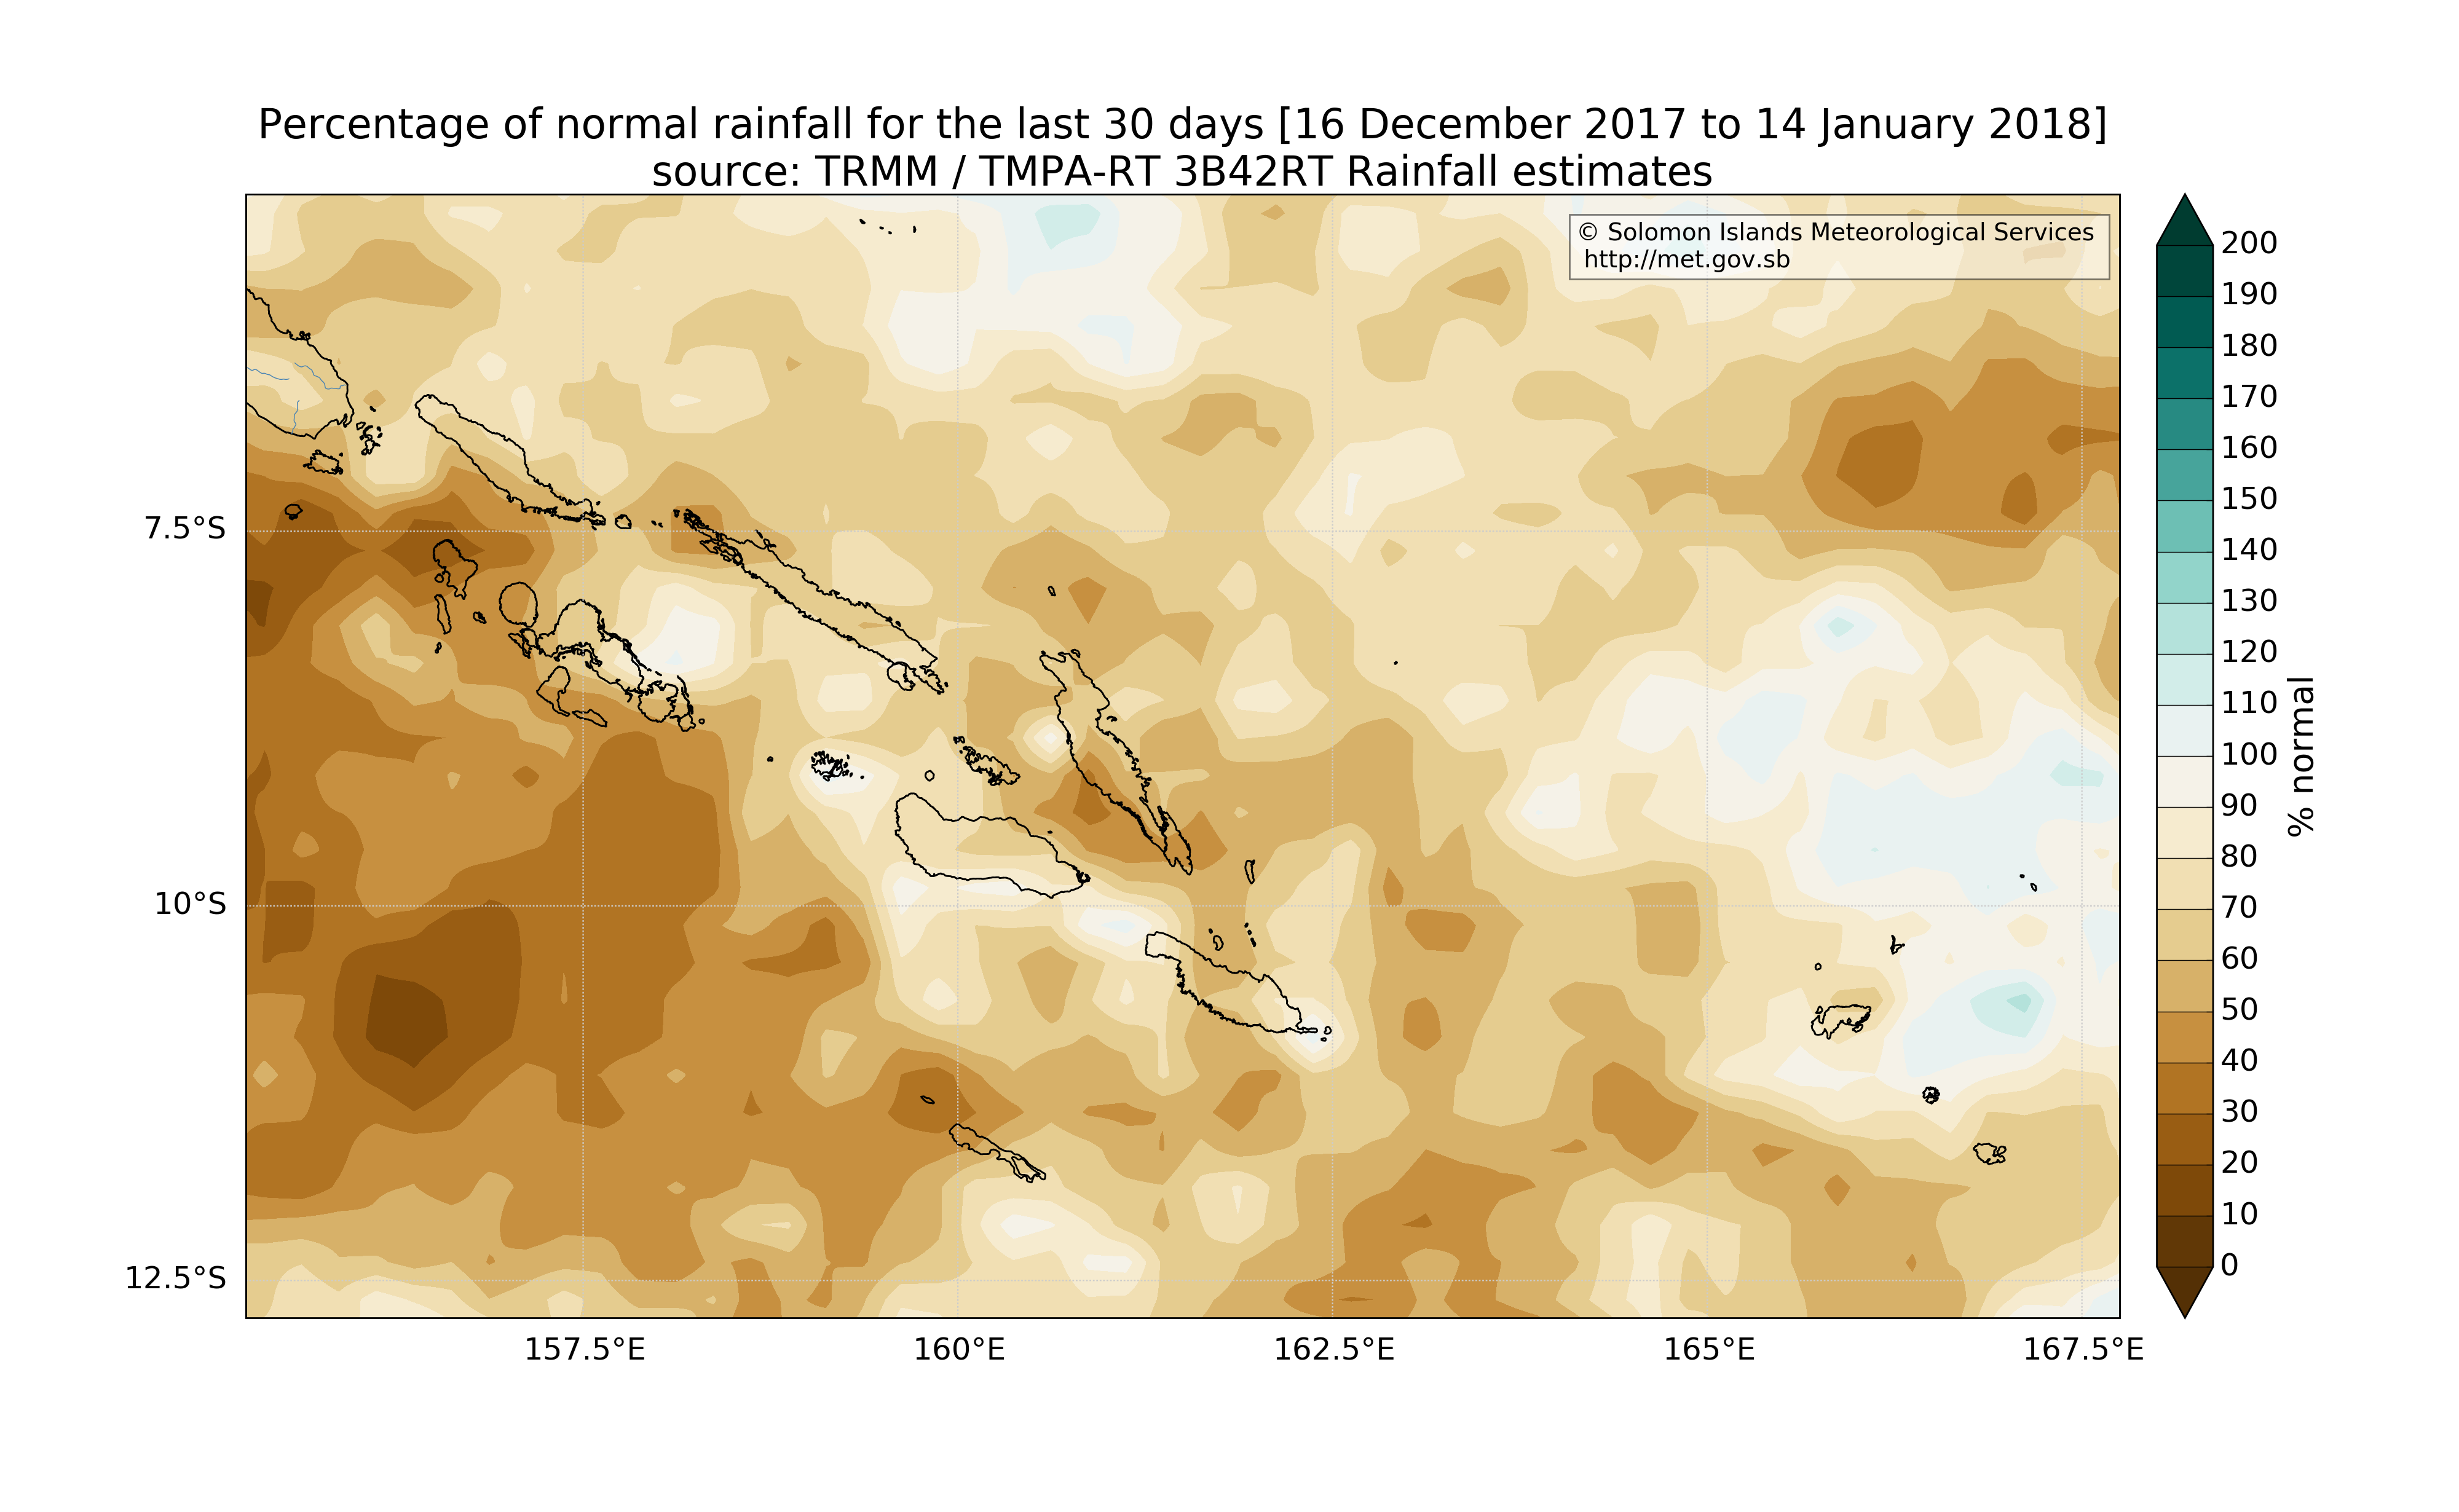 Percentage of normal rainfall for the last 30 days [16 December 2017 to 14 January 2018]
source: TRMM / TMPA-RT 3B42RT Rainfall estimates
© Solomon Islands Meteorological Services
http://met.gov.sb
200
190
180
170
160
150
140
130
120
110
100
90
80
70
60
50
40
30
20
10
0
% normal
7.5°S
10°S
12.5°S
157.5°E
160°E
162.5°E
165°E
167.5°E